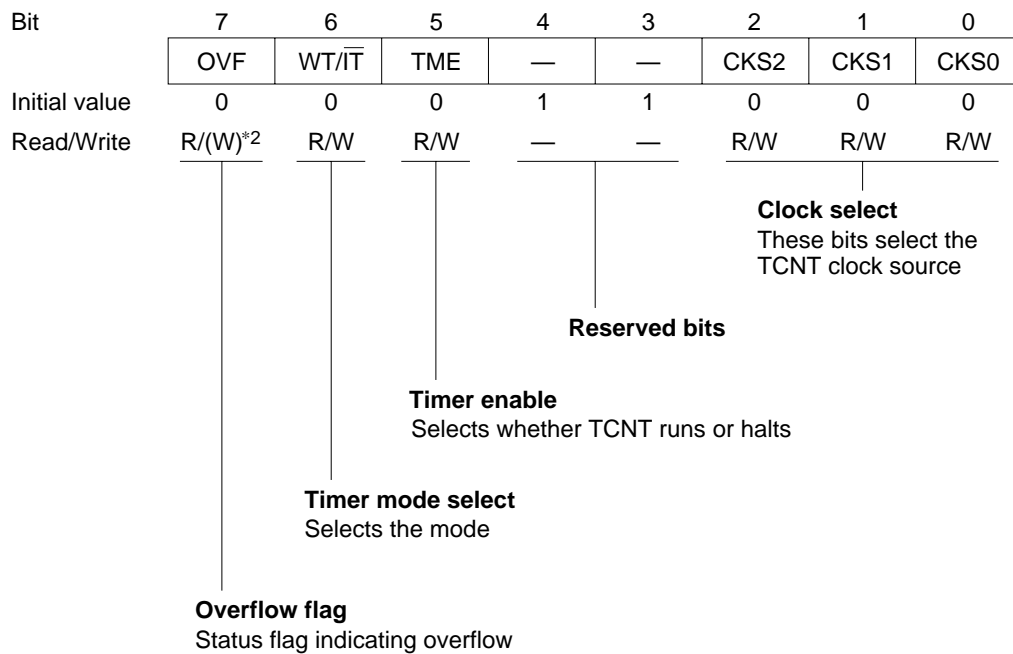 Bit 7 6 5 4 3 2 1 0
OVF WT/I̅T̅ TME — — CKS2 CKS1 CKS0
Initial value 0 0 0 1 1 0 0 0
Read/Write R/(W)*2 R/W R/W — — R/W R/W R/W
Clock select
These bits select the
TCNT clock source
Reserved bits
Timer enable
Selects whether TCNT runs or halts
Timer mode select
Selects the mode
Overflow flag
Status flag indicating overflow